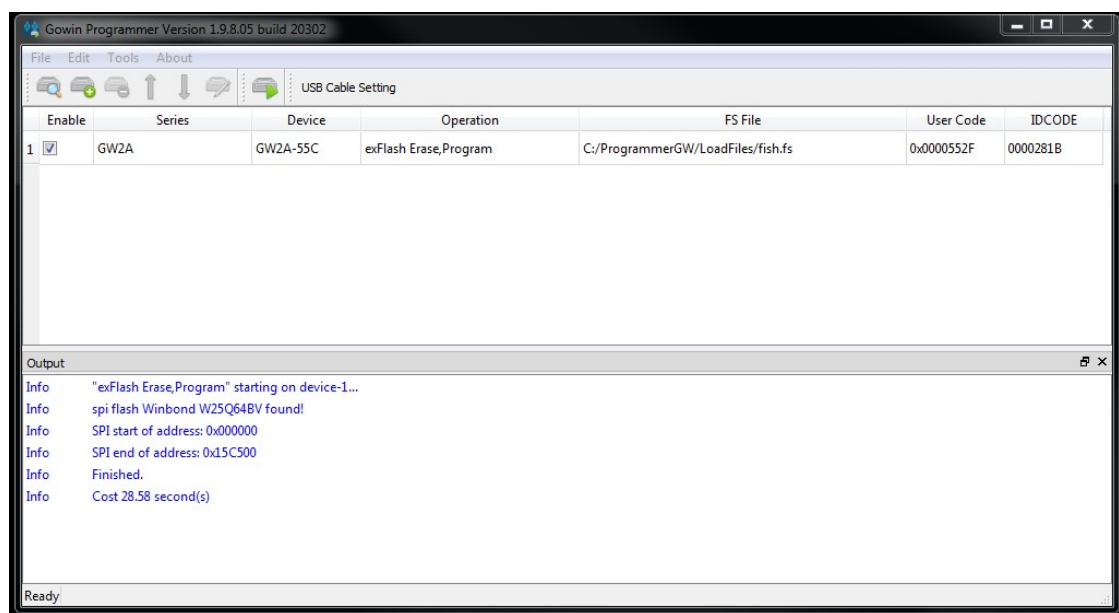 Gowin Programmer Version 1.9.8.05 build 20302
File Edit Tools About
USB Cable Setting
Enable Series Device Operation FS File User Code IDCODE
1 GW2A GW2A-55C exFlash Erase,Program C:/ProgrammerGW/LoadFiles/fish.fs 0x0000552F 0000281B
Output
Info "exFlash Erase,Program" starting on device-1...
Info spi flash Winbond W25Q64BV found!
Info SPI start of address: 0x000000
Info SPI end of address: 0x15C500
Info Finished.
Info Cost 28.58 second(s)
Ready